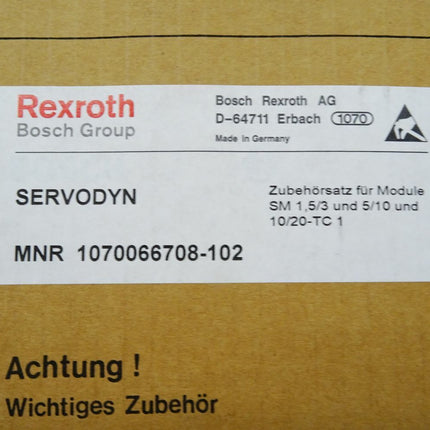 Rexroth
Bosch Group
Bosch Rexroth AG
D-64711 Erbach 1070
Made in Germany
SERVODYN
Zubehörsatz für Module
SM 1,5/3 und 5/10 und
10/20-TC 1
MNR 1070066708-102
Achtung !
Wichtiges Zubehör